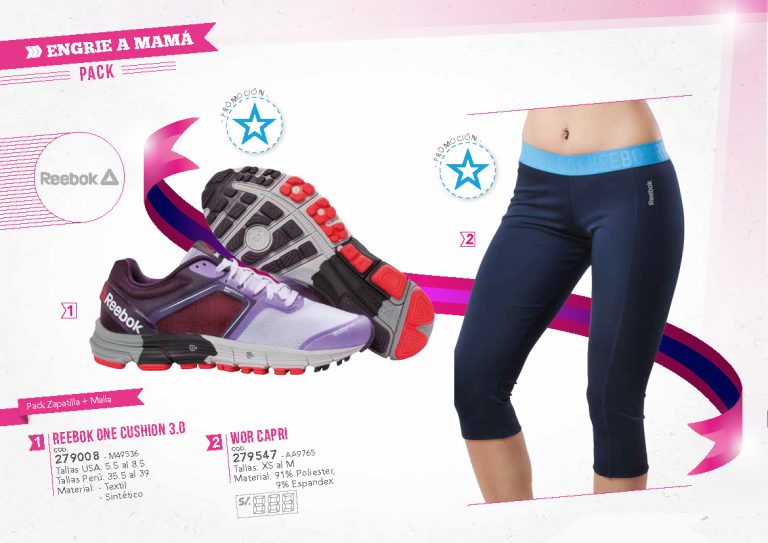 ENGRIE A MAMÁ
PACK
- PROMOCIÓN -
- PROMOCIÓN -
Reebok
REEBOK
Reebok
2
1
Reebok
Pack Zapatilla + Malla
1 REEBOK ONE CUSHION 3.0
COD.
279008 - M49536
Tallas USA: 5.5 al 8.5
Tallas Perú: 35.5 al 39
Material: - Textil
- Sintético
2 WOR CAPRI
COD.
279547 - AA9765
Tallas: XS al M
Material: 91% Poliester,
9% Espandex
S/.